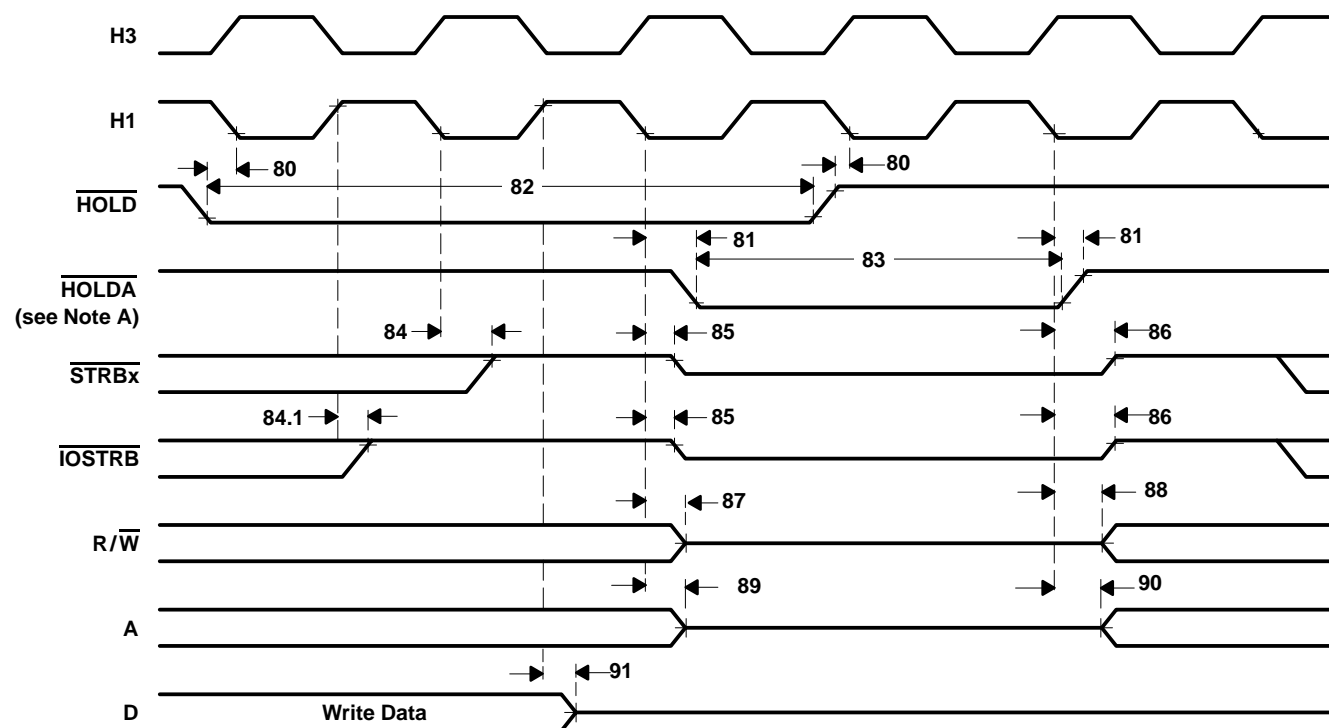 H3
H1
80
80
82
HOLD
81
81
83
HOLDA
(see Note A)
84
85
86
STRBx
84.1
85
86
IOSTRB
87
88
R/W
89
90
A
91
D
Write Data